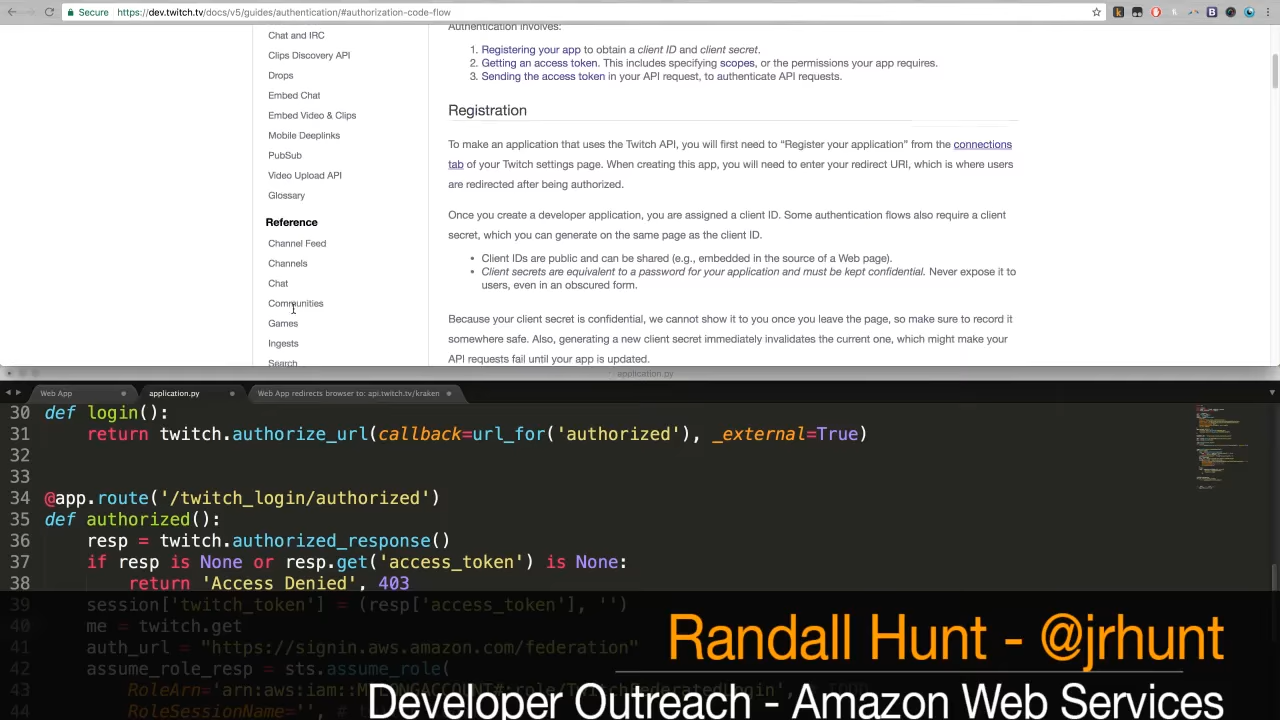 Secure https://dev.twitch.tv/docs/v5/guides/authentication/#authorization-code-flow
Chat and IRC
Clips Discovery API
Drops
Embed Chat
Embed Video & Clips
Mobile Deeplinks
PubSub
Video Upload API
Glossary
Reference
Channel Feed
Channels
Chat
Communities
Games
Ingests
Search
Authentication involves:
1. Registering your app to obtain a client ID and client secret.
2. Getting an access token. This includes specifying scopes, or the permissions your app requires.
3. Sending the access token in your API request, to authenticate API requests.
Registration
To make an application that uses the Twitch API, you will first need to “Register your application” from the connections
tab of your Twitch settings page. When creating this app, you will need to enter your redirect URI, which is where users
are redirected after being authorized.
Once you create a developer application, you are assigned a client ID. Some authentication flows also require a client
secret, which you can generate on the same page as the client ID.
• Client IDs are public and can be shared (e.g., embedded in the source of a Web page).
• Client secrets are equivalent to a password for your application and must be kept confidential. Never expose it to
users, even in an obscured form.
Because your client secret is confidential, we cannot show it to you once you leave the page, so make sure to record it
somewhere safe. Also, generating a new client secret immediately invalidates the current one, which might make your
API requests fail until your app is updated.
application.py
Web App application.py Web App redirects browser to: api.twitch.tv/kraken
30 def login():
31 return twitch.authorize_url(callback=url_for('authorized'), _external=True)
32
33
34 @app.route('/twitch_login/authorized')
35 def authorized():
36 resp = twitch.authorized_response()
37 if resp is None or resp.get('access_token') is None:
38 return 'Access Denied', 403
39 session['twitch_token'] = (resp['access_token'], '')
40 me = twitch.get
41 auth_url = "https://signin.aws.amazon.com/federation"
42 assume_role_resp = sts.assume_role(
43 RoleArn='arn:aws:iam::
44 RoleSessionName='',
Randall Hunt - @jrhunt
Developer Outreach - Amazon Web Services